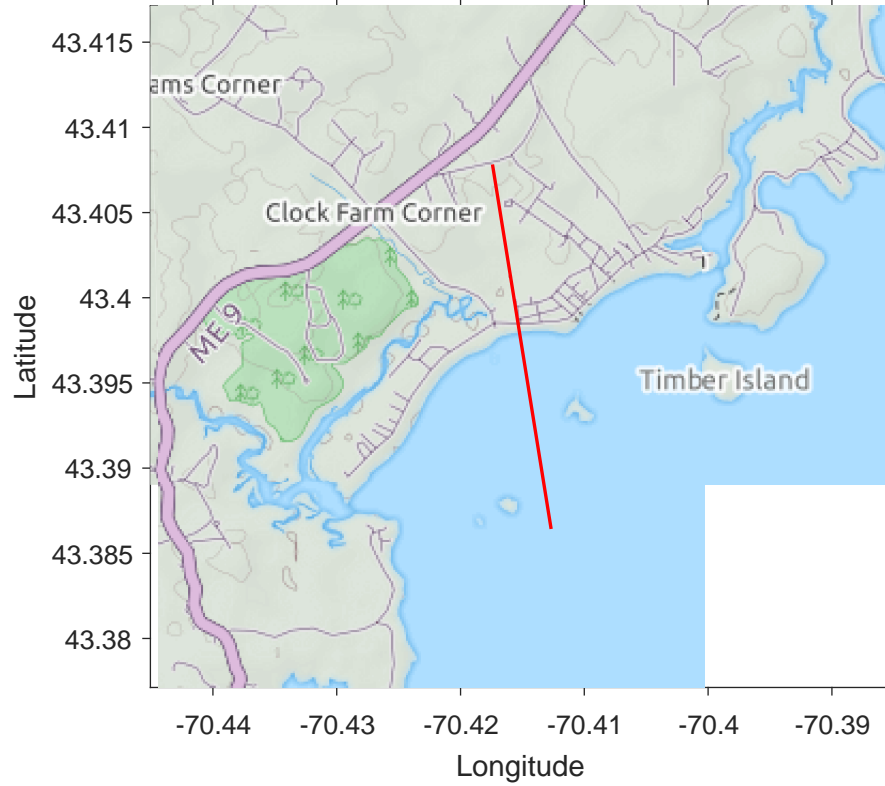 43.415
ams Corner
43.41
43.405
Clock Farm Corner
43.4
ME 9
43.395
Timber Island
43.39
43.385
43.38
Latitude
-70.44 -70.43 -70.42 -70.41 -70.4 -70.39
Longitude